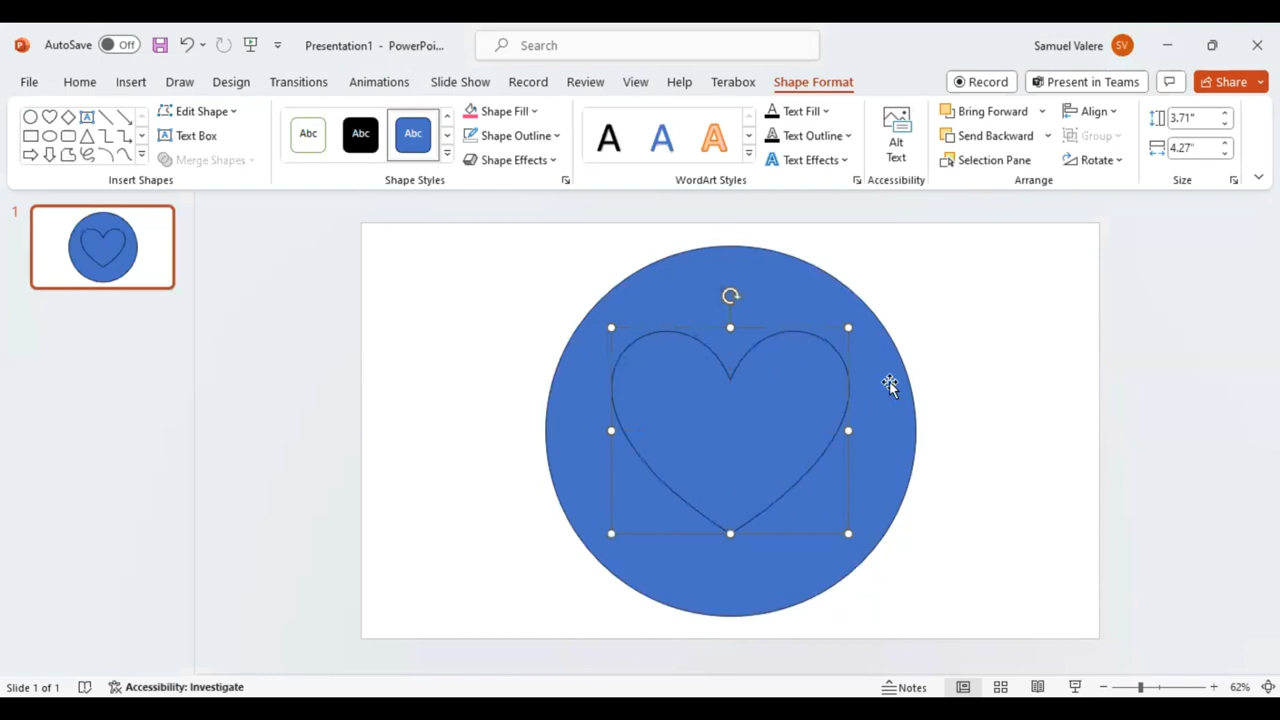 AutoSave Off Presentation1 - PowerPoi... Search Samuel Valere SV
File Home Insert Draw Design Transitions Animations Slide Show Record Review View Help Terabox Shape Format Record Present in Teams Share
Edit Shape Abc Abc Abc Shape Fill A A A Text Fill Bring Forward Align 3.71"
A Text Box Shape Outline Text Outline Alt Text Send Backward Group 4.27"
Merge Shapes Shape Effects Text Effects Selection Pane Rotate
Insert Shapes Shape Styles WordArt Styles Accessibility Arrange Size
1
Slide 1 of 1 Accessibility: Investigate Notes 62%